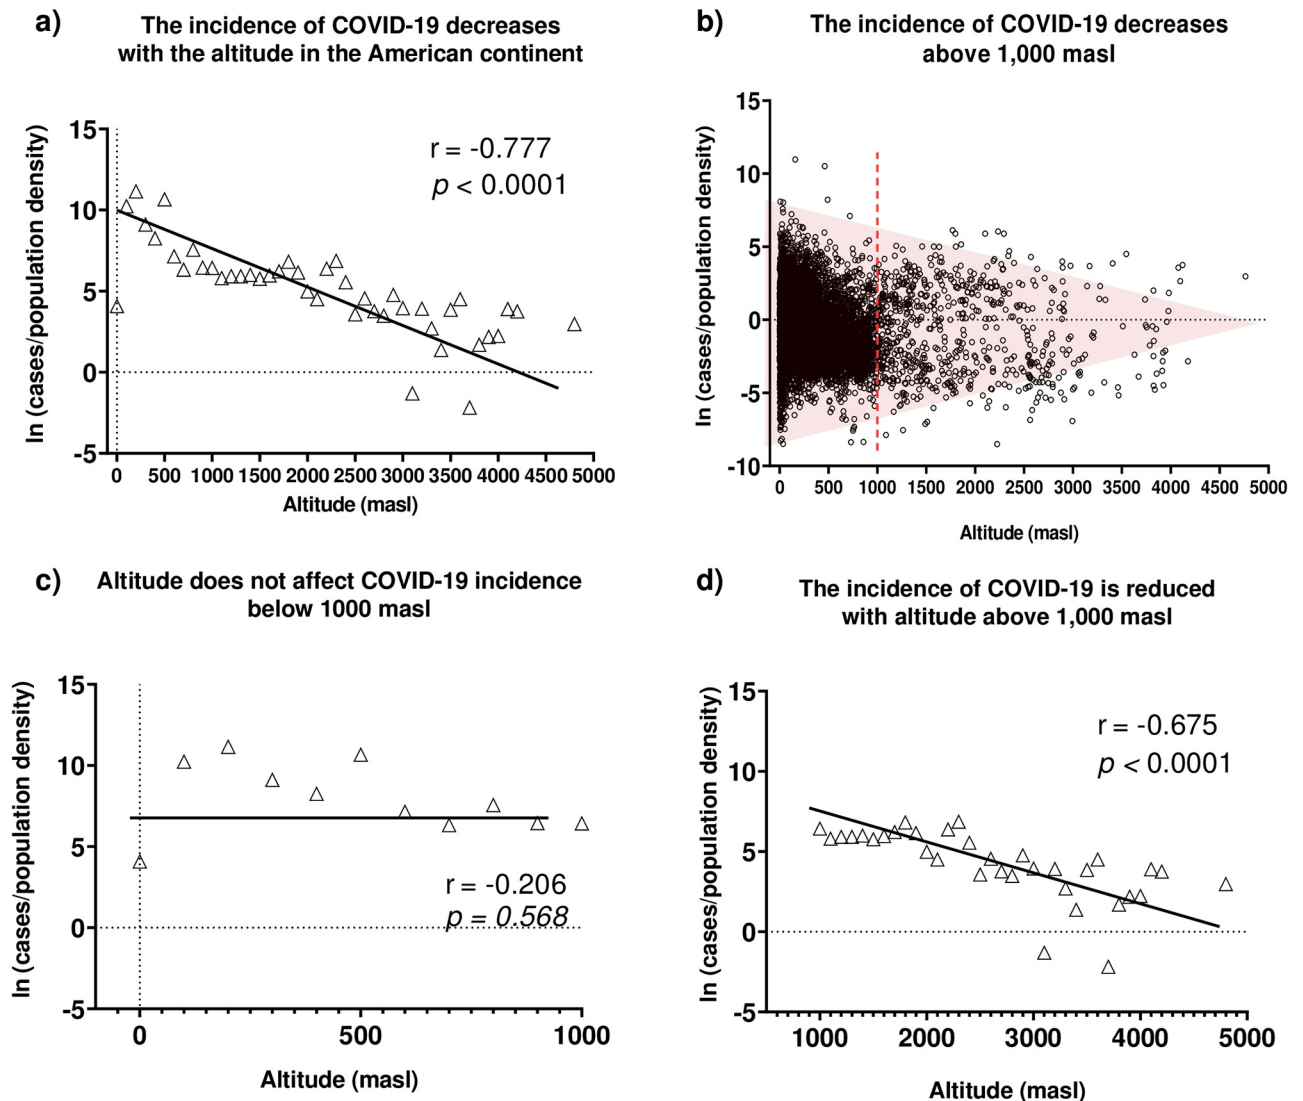 a)
The incidence of COVID-19 decreases
with the altitude in the American continent
r = -0.777
p < 0.0001
ln (cases/population density)
15
10
5
0
-5
0 500 1000 1500 2000 2500 3000 3500 4000 4500 5000
Altitude (masl)
b)
The incidence of COVID-19 decreases
above 1,000 masl
ln (cases/population density)
15
10
5
0
-5
-10
0 500 1000 1500 2000 2500 3000 3500 4000 4500 5000
Altitude (masl)
c)
Altitude does not affect COVID-19 incidence
below 1000 masl
ln (cases/population density)
15
10
5
0
-5
r = -0.206
p = 0.568
0 500 1000
Altitude (masl)
d)
The incidence of COVID-19 is reduced
with altitude above 1,000 masl
r = -0.675
p < 0.0001
ln (cases/population density)
15
10
5
0
-5
1000 2000 3000 4000 5000
Altitude (masl)